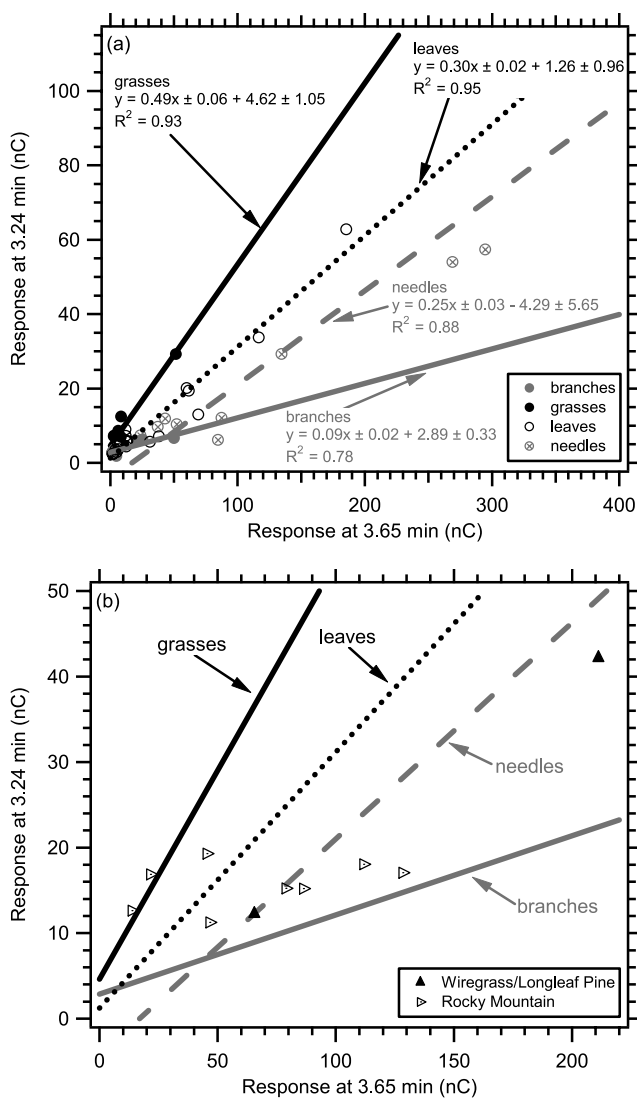 (a)
grasses
y = 0.49x ± 0.06 + 4.62 ± 1.05
R² = 0.93
leaves
y = 0.30x ± 0.02 + 1.26 ± 0.96
R² = 0.95
needles
y = 0.25x ± 0.03 - 4.29 ± 5.65
R² = 0.88
branches
y = 0.09x ± 0.02 + 2.89 ± 0.33
R² = 0.78
branches
grasses
leaves
needles
100
80
60
40
20
0
Response at 3.24 min (nC)
0 100 200 300 400
Response at 3.65 min (nC)
(b)
grasses
leaves
needles
branches
Wiregrass/Longleaf Pine
Rocky Mountain
50
40
30
20
10
0
Response at 3.24 min (nC)
0 50 100 150 200
Response at 3.65 min (nC)